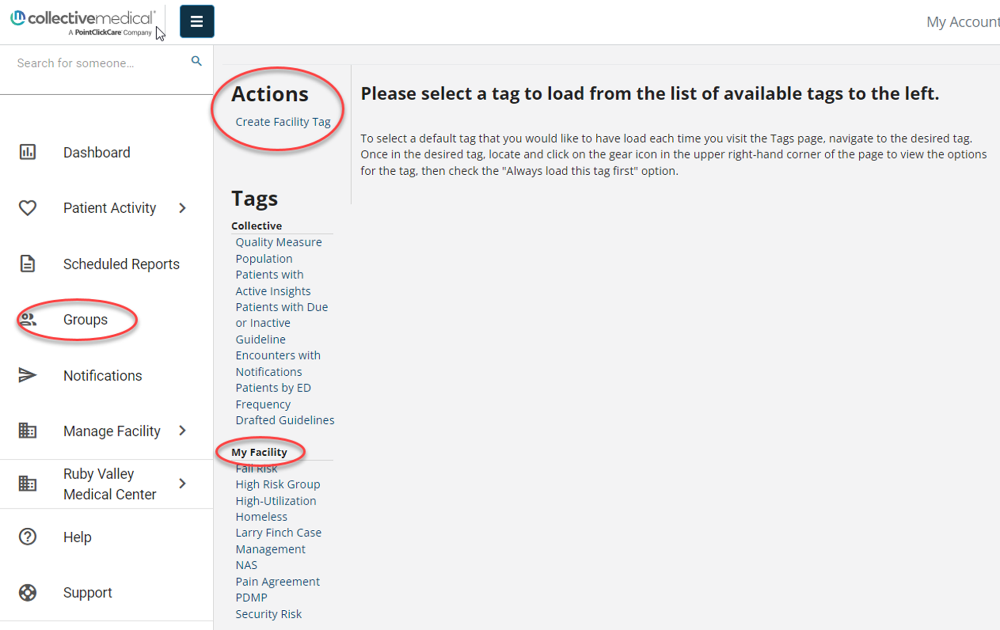 collectivemedical®
A PointClickCare Company
My Account
Search for someone...
Dashboard
Patient Activity
Scheduled Reports
Groups
Notifications
Manage Facility
Ruby Valley
Medical Center
Help
Support
Actions
Create Facility Tag
Tags
Collective
Quality Measure
Population
Patients with
Active Insights
Patients with Due
or Inactive
Guideline
Encounters with
Notifications
Patients by ED
Frequency
Drafted Guidelines
My Facility
Fall Risk
High Risk Group
High-Utilization
Homeless
Larry Finch Case
Management
NAS
Pain Agreement
PDMP
Security Risk
Please select a tag to load from the list of available tags to the left.
To select a default tag that you would like to have load each time you visit the Tags page, navigate to the desired tag.
Once in the desired tag, locate and click on the gear icon in the upper right-hand corner of the page to view the options
for the tag, then check the "Always load this tag first" option.